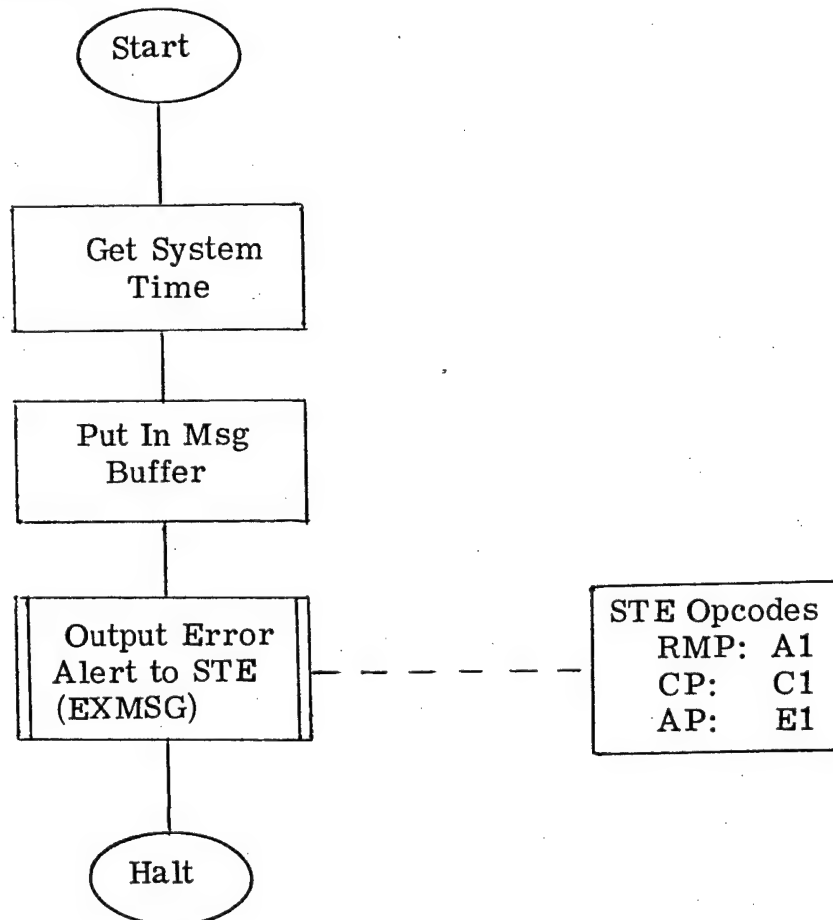 Start
Get System
Time
Put In Msg
Buffer
Output Error
Alert to STE
(EXMSG)
STE Opcodes
RMP: A1
CP: C1
AP: E1
Halt